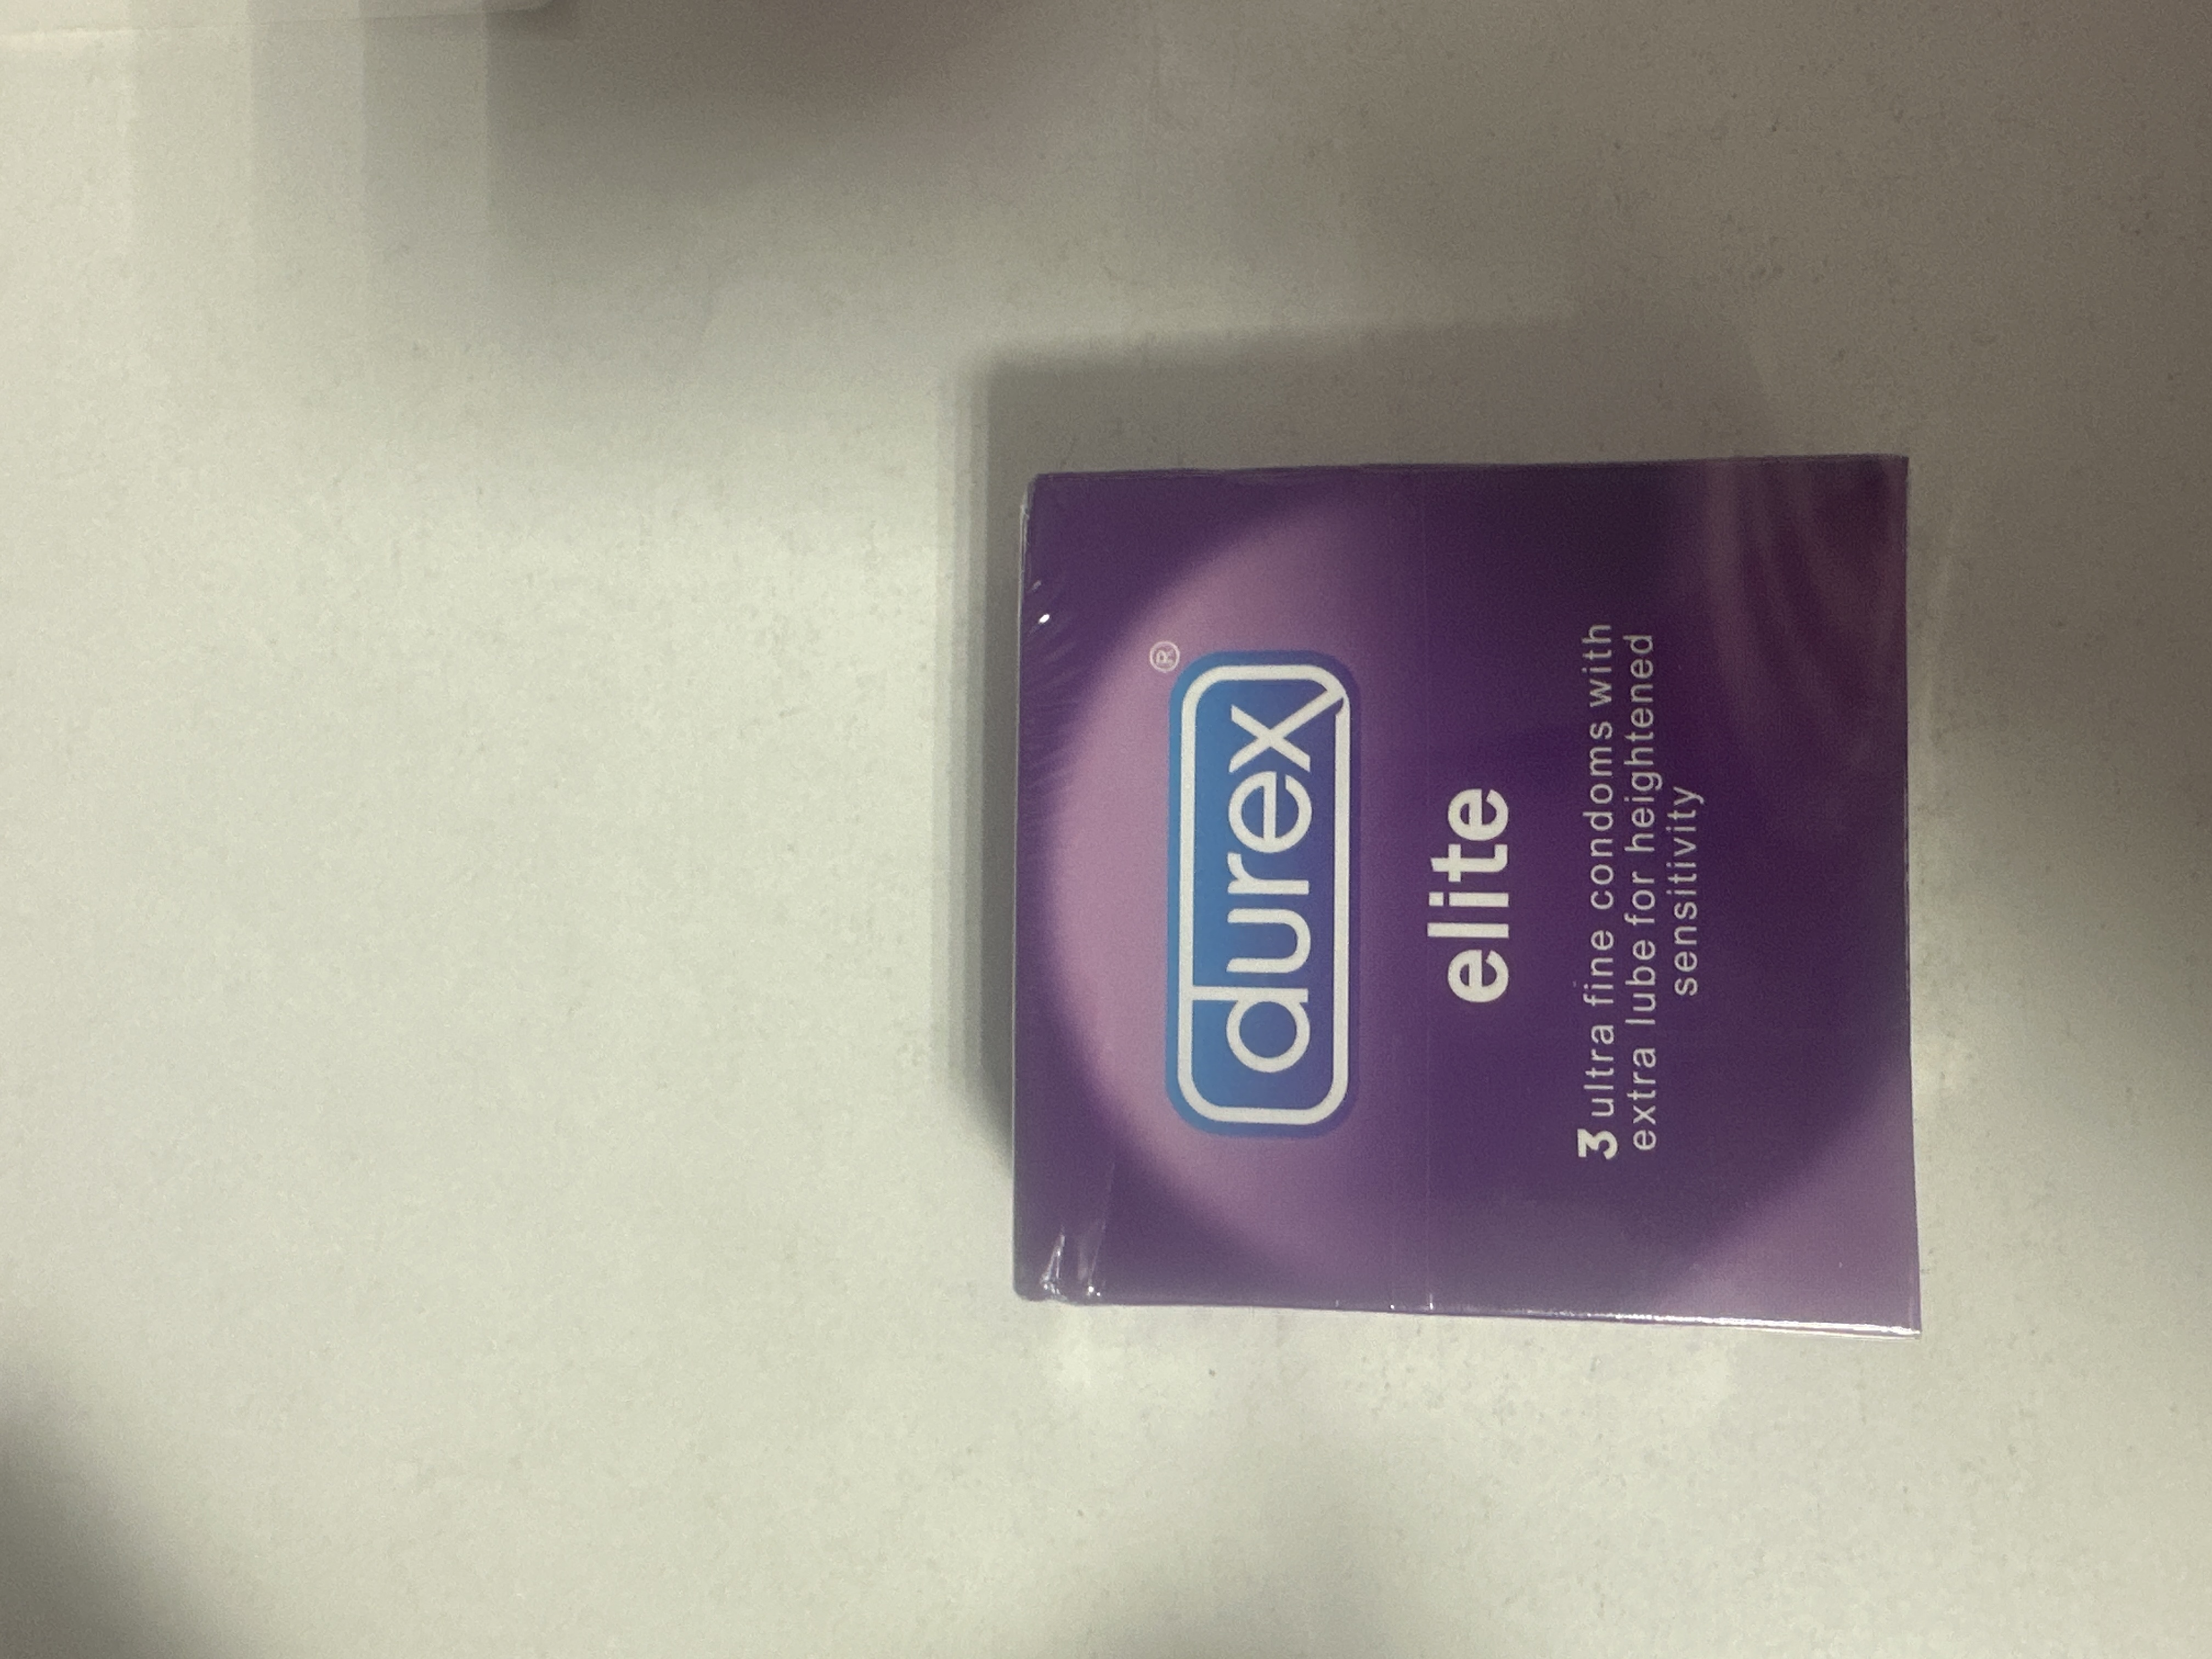 durex®
elite
3 ultra fine condoms with
extra lube for heightened
sensitivity